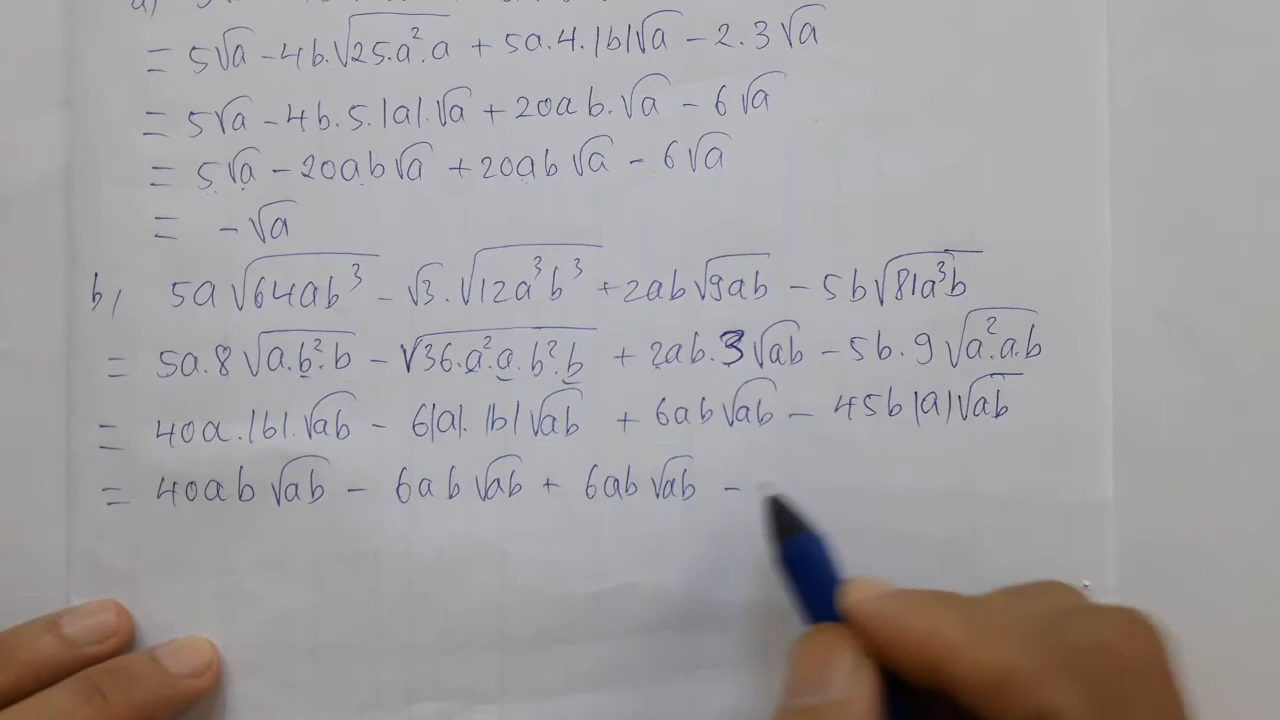 a)
= 5√a - 4b.√25.a².a + 5a.4.|b|√a - 2.3√a
= 5√a - 4b.5.|a|.√a + 20ab.√a - 6√a
= 5√a - 20ab√a + 20ab√a - 6√a
= -√a
b, 5a√64ab³ - √3.√12a³b³ + 2ab√9ab - 5b√81a³b
= 5a.8√a.b².b - √36.a².a.b².b + 2ab.3√ab - 5b.9√a².a.b
= 40a.|b|.√ab - 6|a|.|b|√ab + 6ab√ab - 45b|a|√ab
= 40ab√ab - 6ab√ab + 6ab√ab -